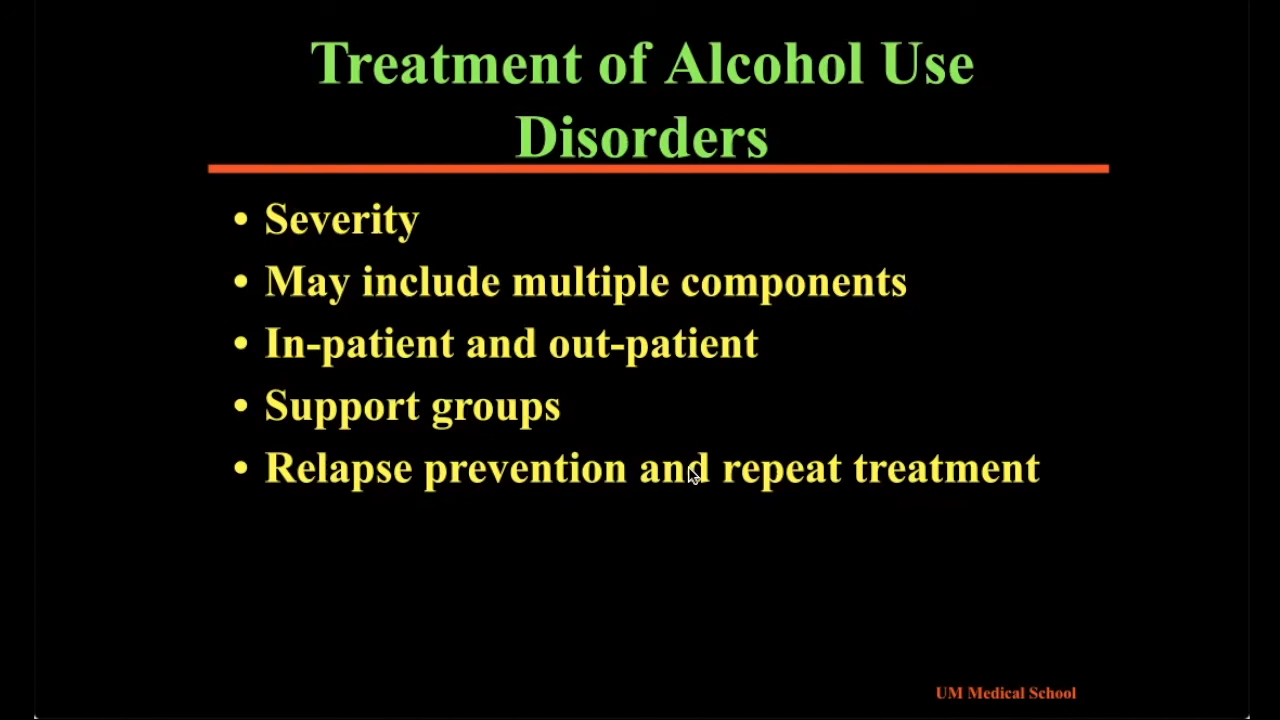 Treatment of Alcohol Use
Disorders
• Severity
• May include multiple components
• In-patient and out-patient
• Support groups
• Relapse prevention and repeat treatment
UM Medical School